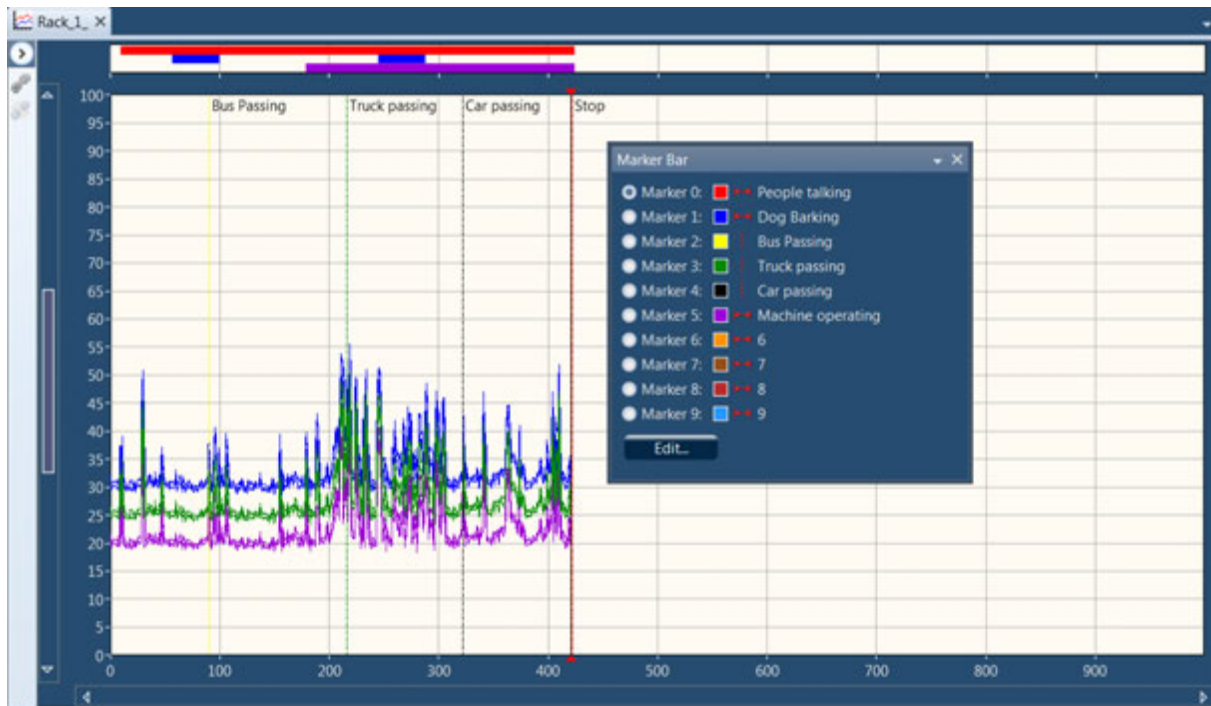 Rack_1_
Bus Passing
Truck passing
Car passing
Stop
100
95
90
85
80
75
70
65
60
55
50
45
40
35
30
25
20
15
10
5
0
0 100 200 300 400 500 600 700 800 900
Marker Bar
Marker 0: People talking
Marker 1: Dog Barking
Marker 2: Bus Passing
Marker 3: Truck passing
Marker 4: Car passing
Marker 5: Machine operating
Marker 6: 6
Marker 7: 7
Marker 8: 8
Marker 9: 9
Edit...